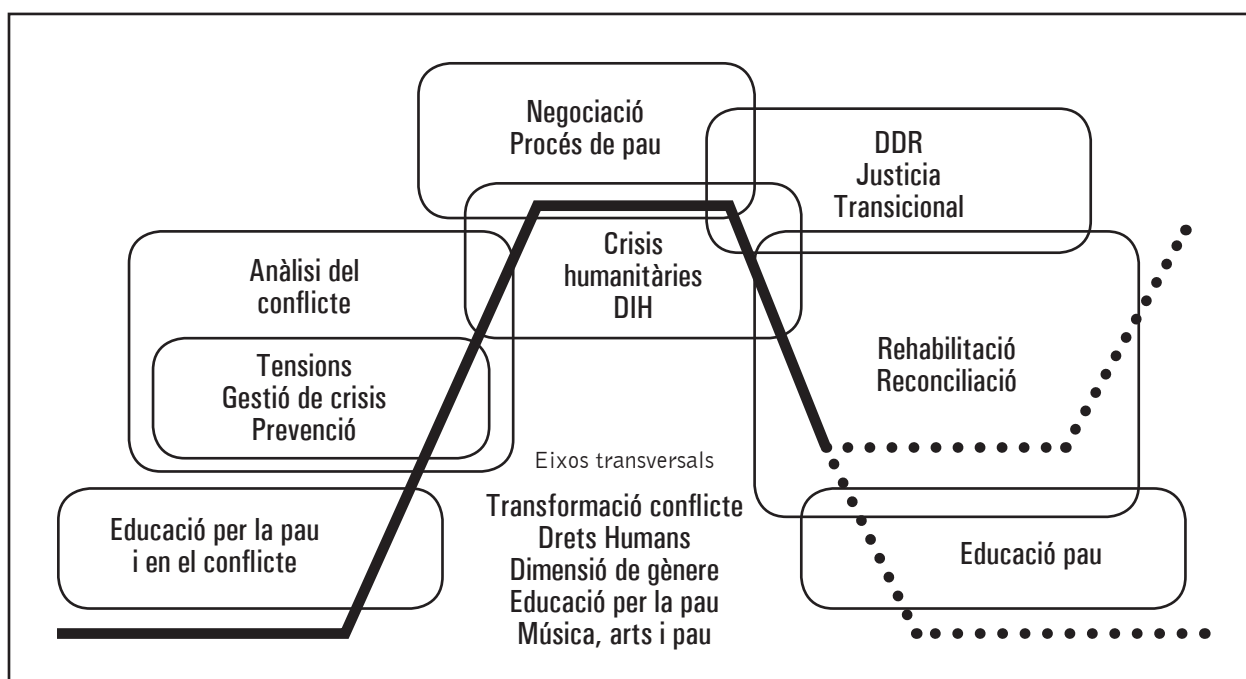 Negociació
Procés de pau
DDR
Justicia
Transicional
Crisis
humanitàries
DIH
Anàlisi del
conflicte
Tensions
Gestió de crisis
Prevenció
Rehabilitació
Reconciliació
Educació per la pau
i en el conflicte
Eixos transversals
Transformació conflicte
Drets Humans
Dimensió de gènere
Educació per la pau
Música, arts i pau
Educació pau